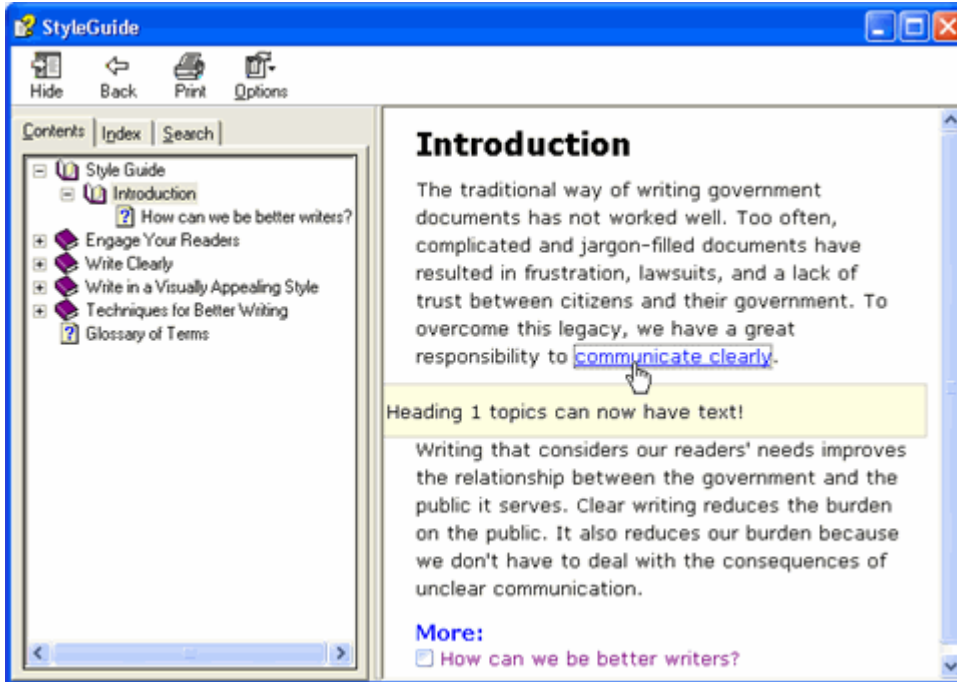 StyleGuide
Hide Back Print Options
Contents Index Search
Style Guide
Introduction
How can we be better writers?
Engage Your Readers
Write Clearly
Write in a Visually Appealing Style
Techniques for Better Writing
Glossary of Terms
Introduction
The traditional way of writing government
documents has not worked well. Too often,
complicated and jargon-filled documents have
resulted in frustration, lawsuits, and a lack of
trust between citizens and their government. To
overcome this legacy, we have a great
responsibility to communicate clearly.
Heading 1 topics can now have text!
Writing that considers our readers' needs improves
the relationship between the government and the
public it serves. Clear writing reduces the burden
on the public. It also reduces our burden because
we don't have to deal with the consequences of
unclear communication.
More:
How can we be better writers?